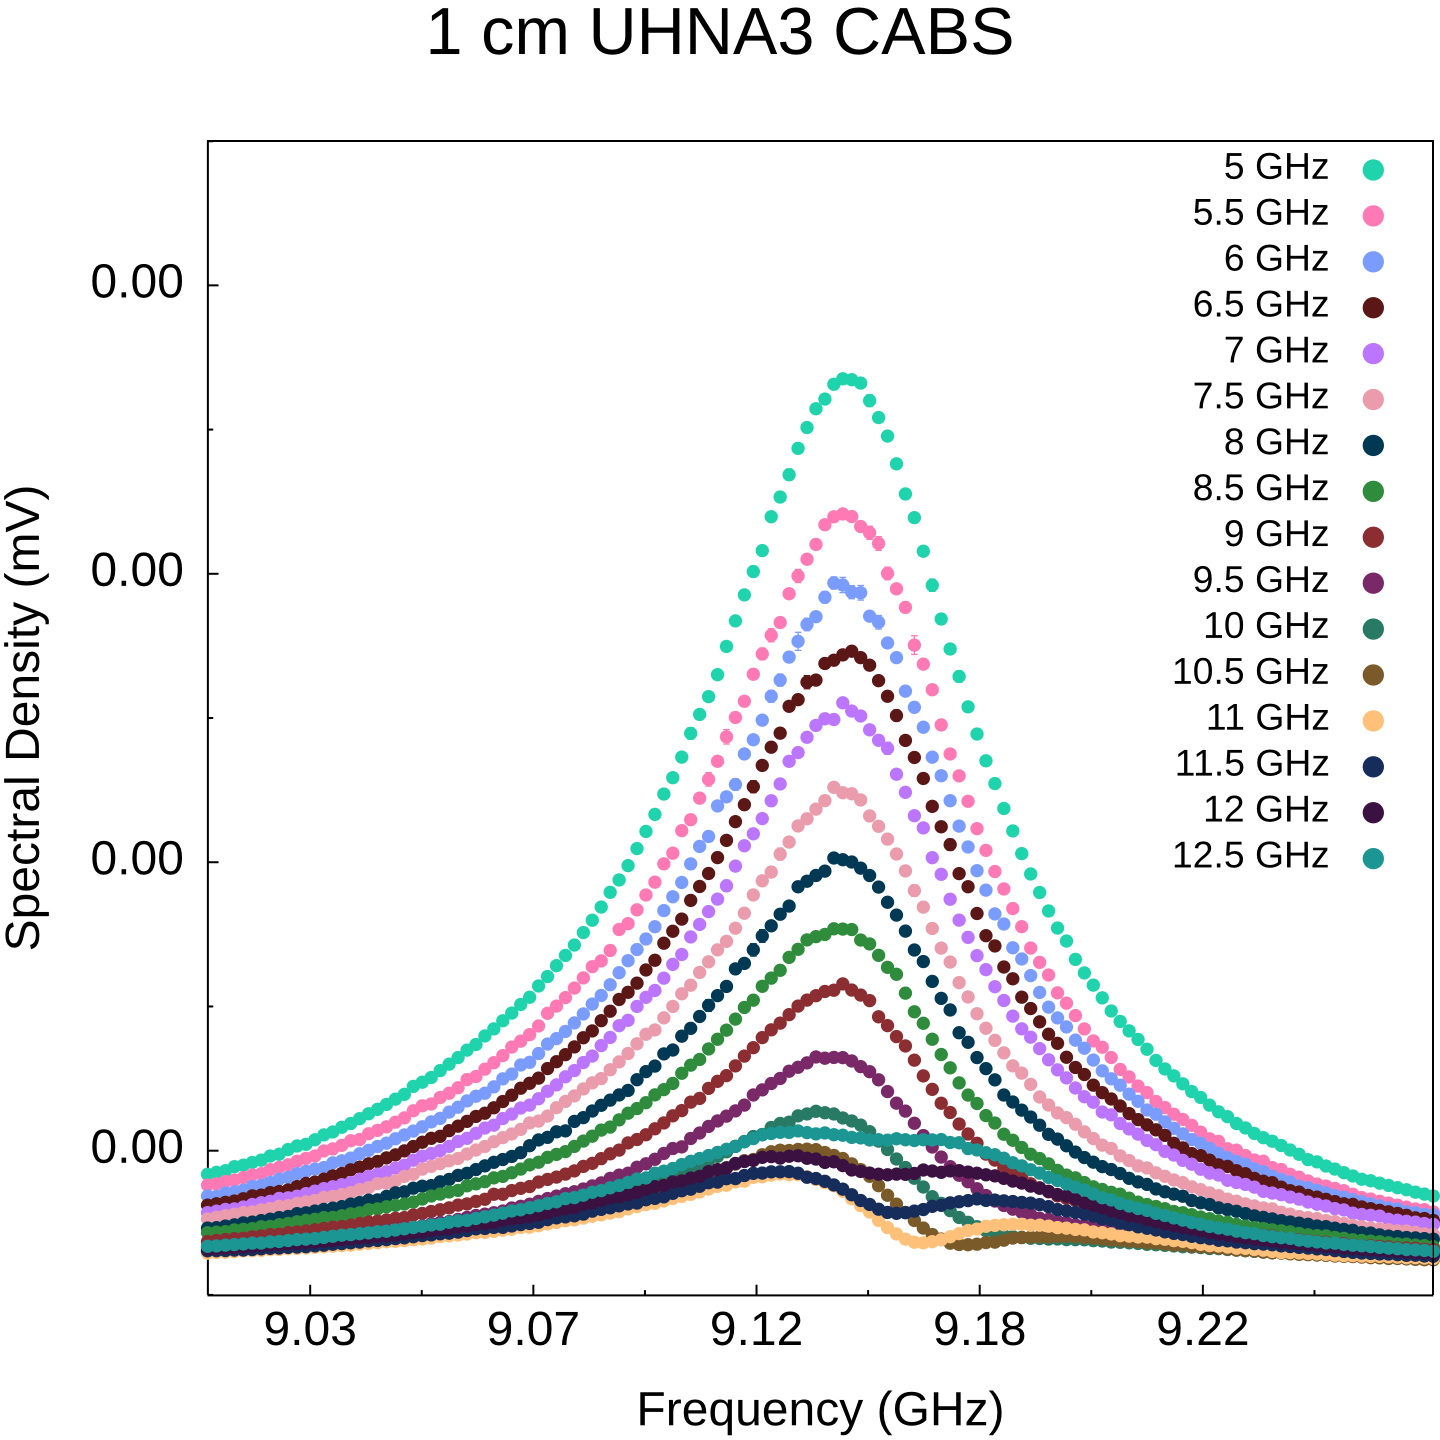 1 cm UHNA3 CABS
5 GHz
5.5 GHz
6 GHz
6.5 GHz
7 GHz
7.5 GHz
8 GHz
8.5 GHz
9 GHz
9.5 GHz
10 GHz
10.5 GHz
11 GHz
11.5 GHz
12 GHz
12.5 GHz
0.00
0.00
0.00
0.00
Spectral Density (mV)
9.03
9.07
9.12
9.18
9.22
Frequency (GHz)